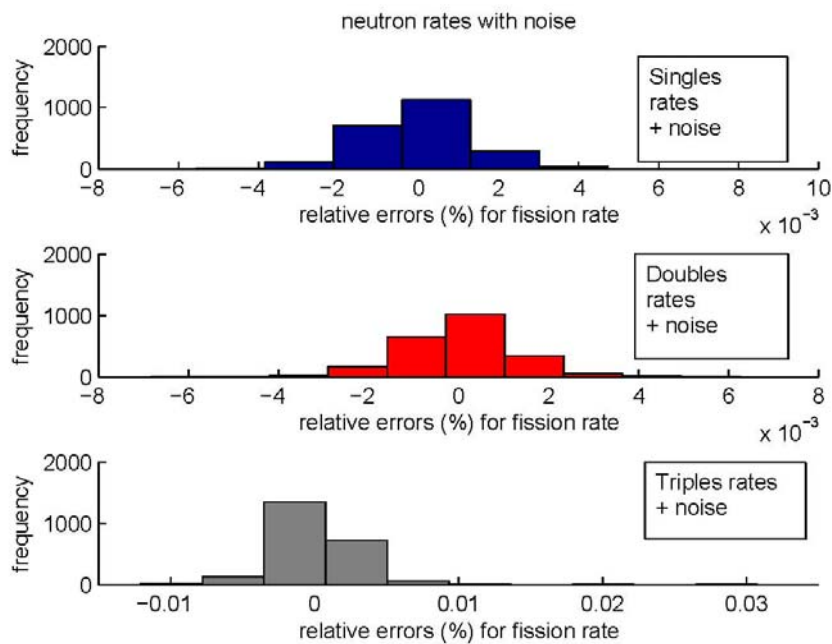 neutron rates with noise
2000
1000
0
frequency
−8 −6 −4 −2 0 2 4 6 8 10
relative errors (%) for fission rate
x 10⁻³
Singles
rates
+ noise
2000
1000
0
frequency
−8 −6 −4 −2 0 2 4 6 8
relative errors (%) for fission rate
x 10⁻³
Doubles
rates
+ noise
2000
1000
0
frequency
−0.01 0 0.01 0.02 0.03
relative errors (%) for fission rate
Triples rates
+ noise